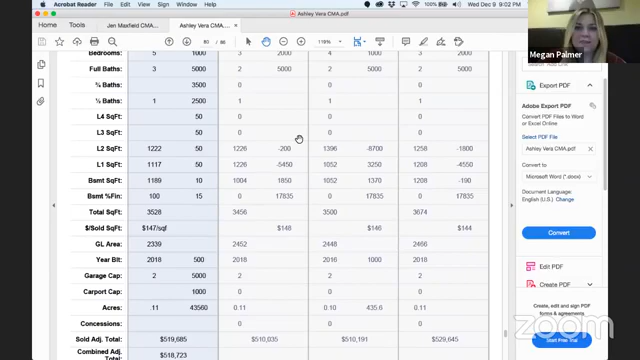 Acrobat Reader File Edit View Window Help 100% Wed Dec 9 9:02 PM
Ashley Vera CMA.pdf
Home Tools Jen Maxfield CMA... Ashley Vera CMA.... ×
80 / 86 116%
Megan Palmer
Bedrooms: 5 1000 3 2000 4 1000 3 2000
Full Baths: 3 5000 2 5000 2 5000 2 5000
¾ Baths: 3500 0 0 0
½ Baths: 1 2500 1 1 1
L4 SqFt: 50 0 0 0
L3 SqFt: 50 0 0 0
L2 SqFt: 1222 50 1226 -200 1396 -8700 1258 -1800
L1 SqFt: 1117 50 1226 -5450 1052 3250 1208 -4550
Bsmt SqFt: 1189 10 1004 1850 1052 1370 1208 -190
Bsmt %Fin: 100 15 0 17835 0 17835 0 17835
Total SqFt: 3528 3456 3500 3674
$/Sold SqFt: $147/sqf $148 $146 $144
GL Area: 2339 2452 2448 2466
Year Blt: 2018 500 2018 2016 1000 2018
Garage Cap: 2 5000 2 2 2
Carport Cap: 1000 0 0 0
Acres: .11 43560 0.11 0.10 435.6 0.11
Concessions: 0 0 0
Sold Adj. Total: $519,685 $510,035 $510,191 $529,645
Combined Adj. Total: $518,723
Export PDF
Adobe Export PDF
Convert PDF Files to Word or Excel Online
Select PDF File
Ashley Vera CMA.pdf ×
Convert to
Microsoft Word (*.docx)
Document Language:
English (U.S.) Change
Convert
Edit PDF
Create PDF
Create, edit and sign PDF
forms & agreements
Start Free Trial
zoom